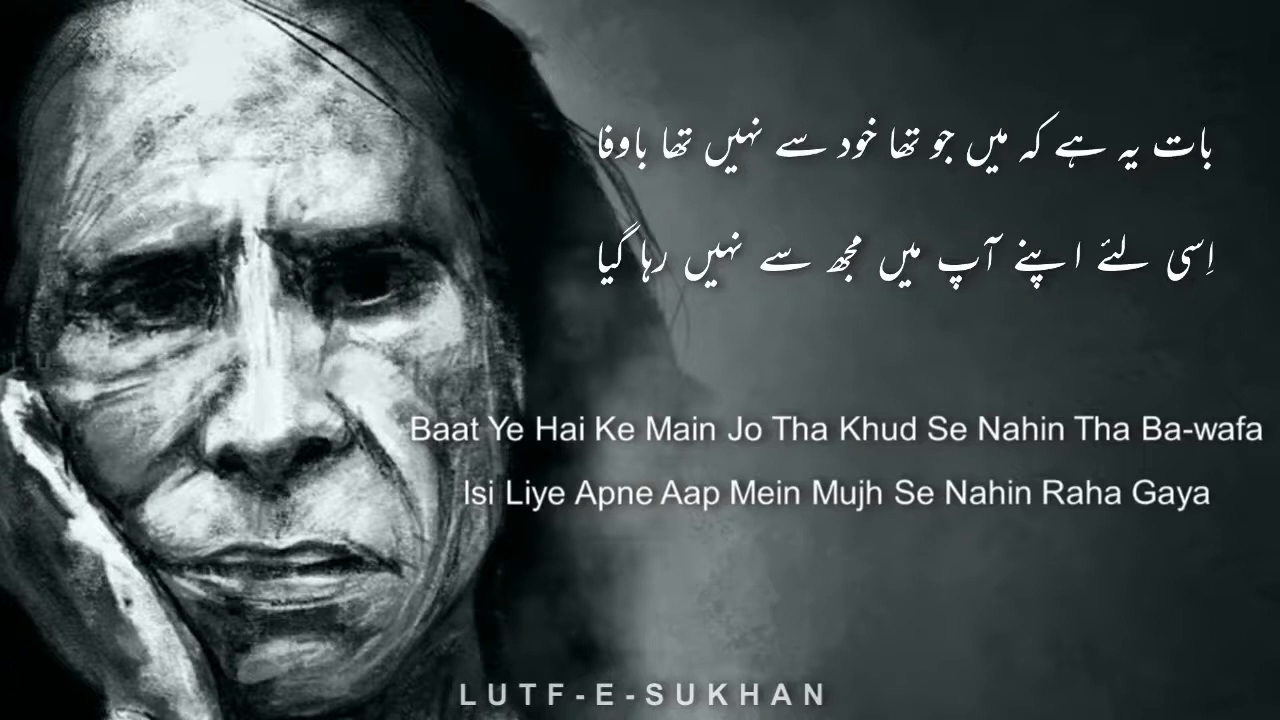 بات یہ ہے کہ میں جو تھا خود سے نہیں تھا باوفا
اِسی لئے اپنے آپ میں مجھ سے نہیں رہا گیا
Baat Ye Hai Ke Main Jo Tha Khud Se Nahin Tha Ba-wafa
Isi Liye Apne Aap Mein Mujh Se Nahin Raha Gaya
LUTF-E-SUKHAN